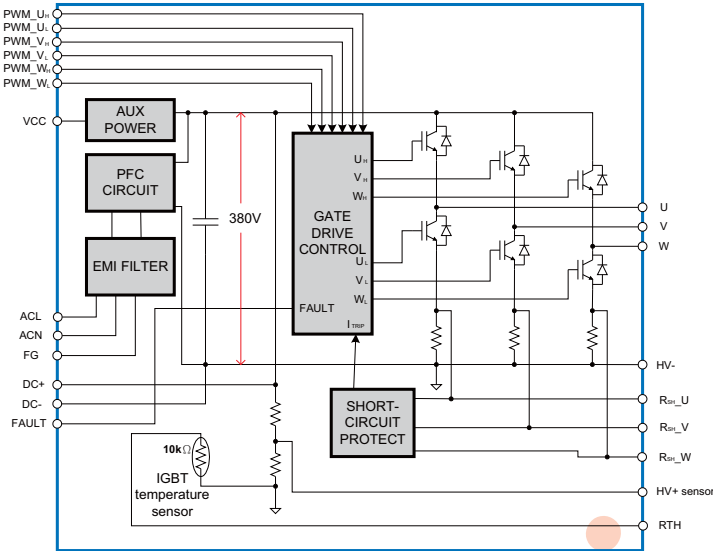 PWM_UH
PWM_UL
PWM_VH
PWM_VL
PWM_WH
PWM_WL
VCC
AUX
POWER
PFC
CIRCUIT
EMI FILTER
380V
GATE
DRIVE
CONTROL
UH
VH
WH
UL
VL
WL
FAULT
ITRIP
U
V
W
ACL
ACN
FG
DC+
DC-
FAULT
HV-
SHORT-
CIRCUIT
PROTECT
RSH_U
RSH_V
RSH_W
10kΩ
IGBT
temperature
sensor
HV+ sensor
RTH